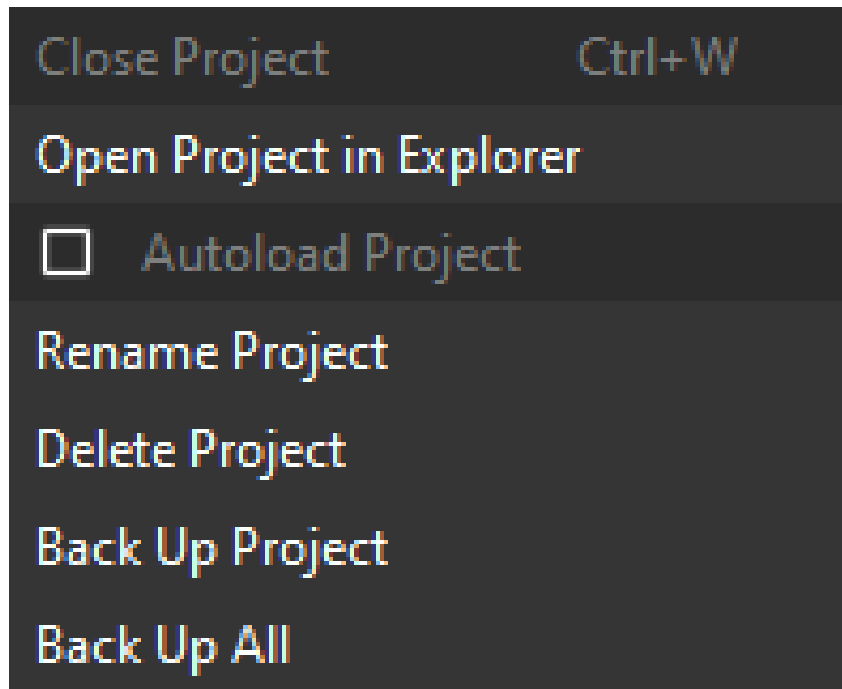 Close Project Ctrl+W
Open Project in Explorer
Autoload Project
Rename Project
Delete Project
Back Up Project
Back Up All